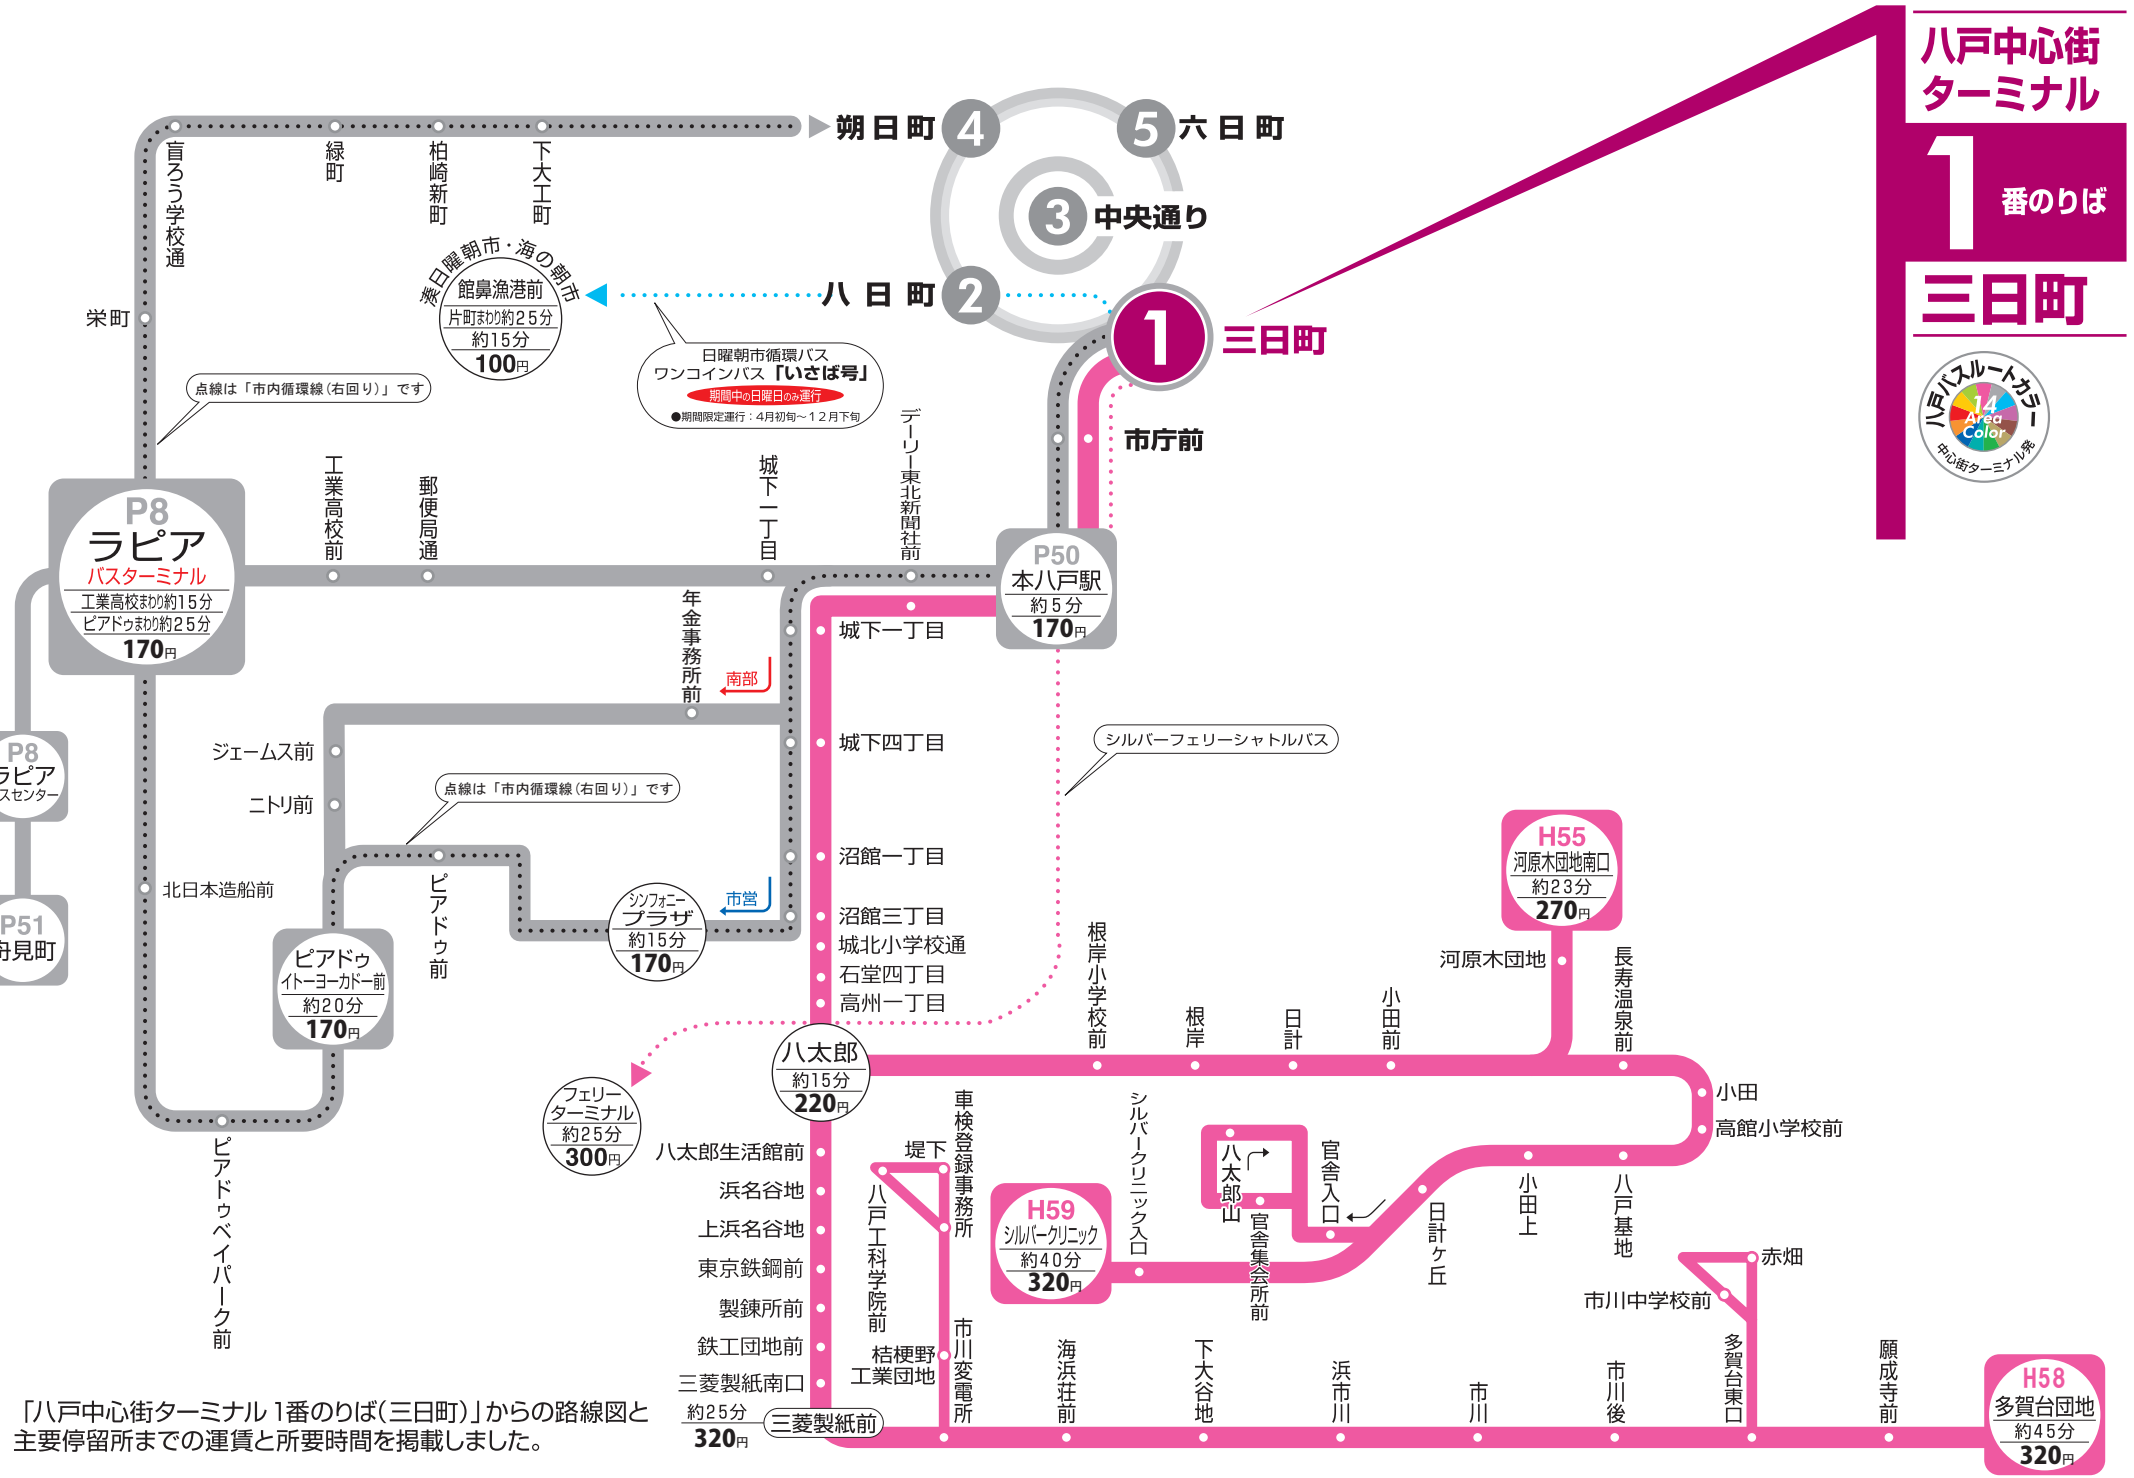 八戸中心街
ターミナル
1番のりば
三日町
八戸バスルートカラー
14
Area
Color
中心街ターミナル発
朔日町 4
5 六日町
3 中央通り
八日町 2
1 三日町
市庁前
盲ろう学校通
緑町
柏崎新町
下大工町
栄町
湊日曜朝市・海の朝市
館鼻漁港前
片町まわり約25分
約15分
100円
日曜朝市循環バス
ワンコインバス「いさば号」
期間中の日曜日のみ運行
●期間限定運行：4月初旬〜12月下旬
点線は「市内循環線（右回り）」です
P8
ラピア
バスターミナル
工業高校まわり約15分
ピアドゥまわり約25分
170円
工業高校前
郵便局通
城下一丁目
デーリー東北新聞社前
P50
本八戸駅
約5分
170円
年金事務所前
南部
城下一丁目
城下四丁目
沼館一丁目
沼館三丁目
城北小学校通
石堂四丁目
高州一丁目
シルバーフェリーシャトルバス
ジェームス前
ニトリ前
点線は「市内循環線（右回り）」です
P8
ラピア
スセンター
P51
舟見町
北日本造船前
ピアドゥ前
市営
シンフォニー
プラザ
約15分
170円
ピアドゥ
イトーヨーカドー前
約20分
170円
ピアドゥベイパーク前
フェリー
ターミナル
約25分
300円
八太郎
約15分
220円
根岸小学校前
根岸
日計
小田前
H55
河原木団地南口
約23分
270円
河原木団地
長寿温泉前
小田
高館小学校前
八戸基地
小田上
日計ヶ丘
官舎入口
八太郎山
官舎集会所前
シルバークリニック入口
H59
シルバークリニック
約40分
320円
八太郎生活館前
浜名谷地
上浜名谷地
東京鉄鋼前
製錬所前
鉄工団地前
三菱製紙南口
三菱製紙前
約25分
320円
堤下
車検登録事務所
八戸工科学院前
桔梗野
工業団地
市川変電所
海浜荘前
下大谷地
浜市川
市川
市川後
多賀台東口
市川中学校前
赤畑
願成寺前
H58
多賀台団地
約45分
320円
「八戸中心街ターミナル1番のりば（三日町）」からの路線図と
主要停留所までの運賃と所要時間を掲載しました。